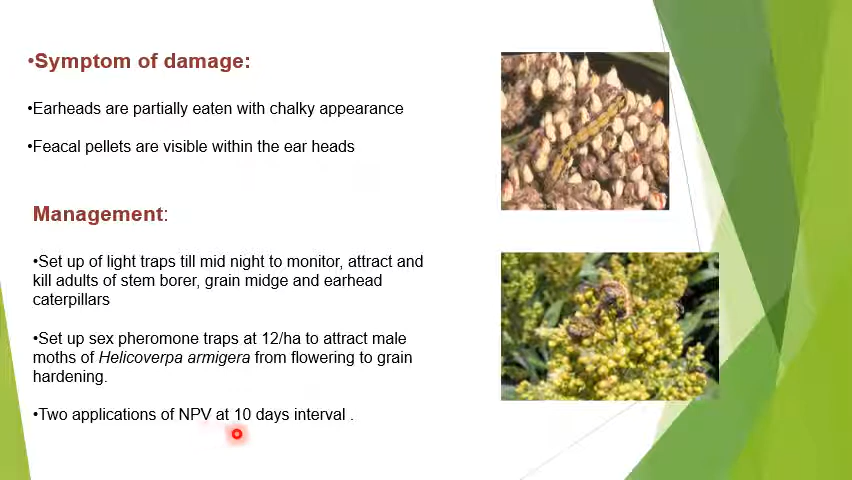 •Symptom of damage:
•Earheads are partially eaten with chalky appearance
•Feacal pellets are visible within the ear heads
Management:
•Set up of light traps till mid night to monitor, attract and
kill adults of stem borer, grain midge and earhead
caterpillars
•Set up sex pheromone traps at 12/ha to attract male
moths of Helicoverpa armigera from flowering to grain
hardening.
•Two applications of NPV at 10 days interval .